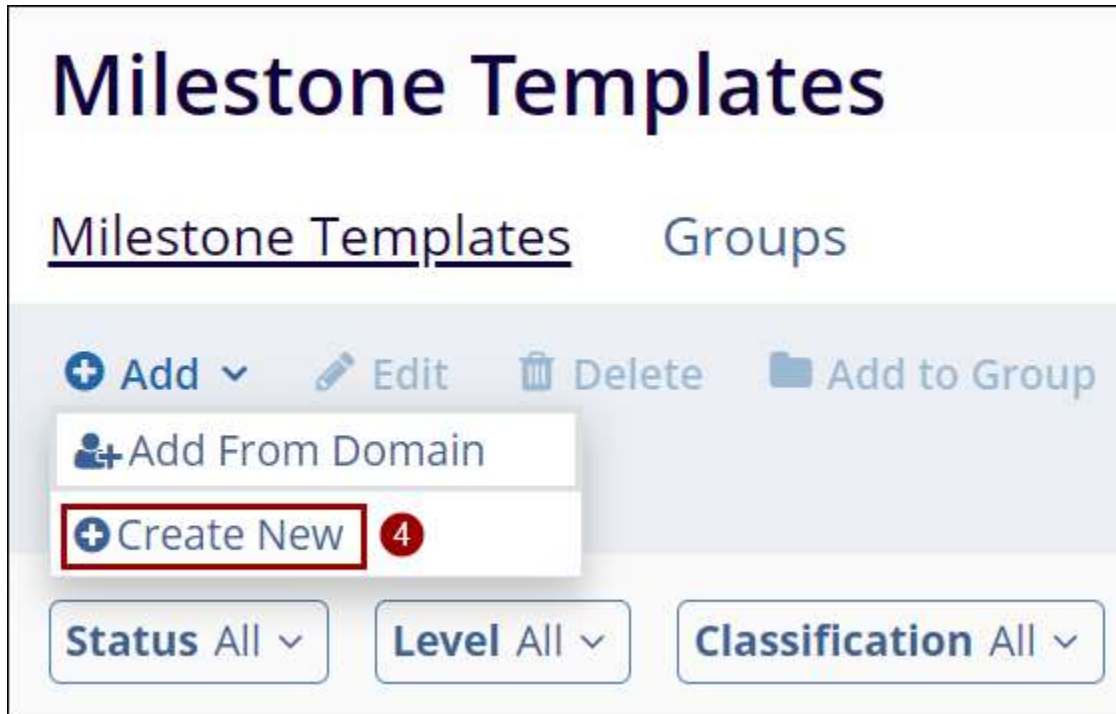 Milestone Templates
Milestone Templates Groups
Add Edit Delete Add to Group
Add From Domain
Create New 4
Status All Level All Classification All